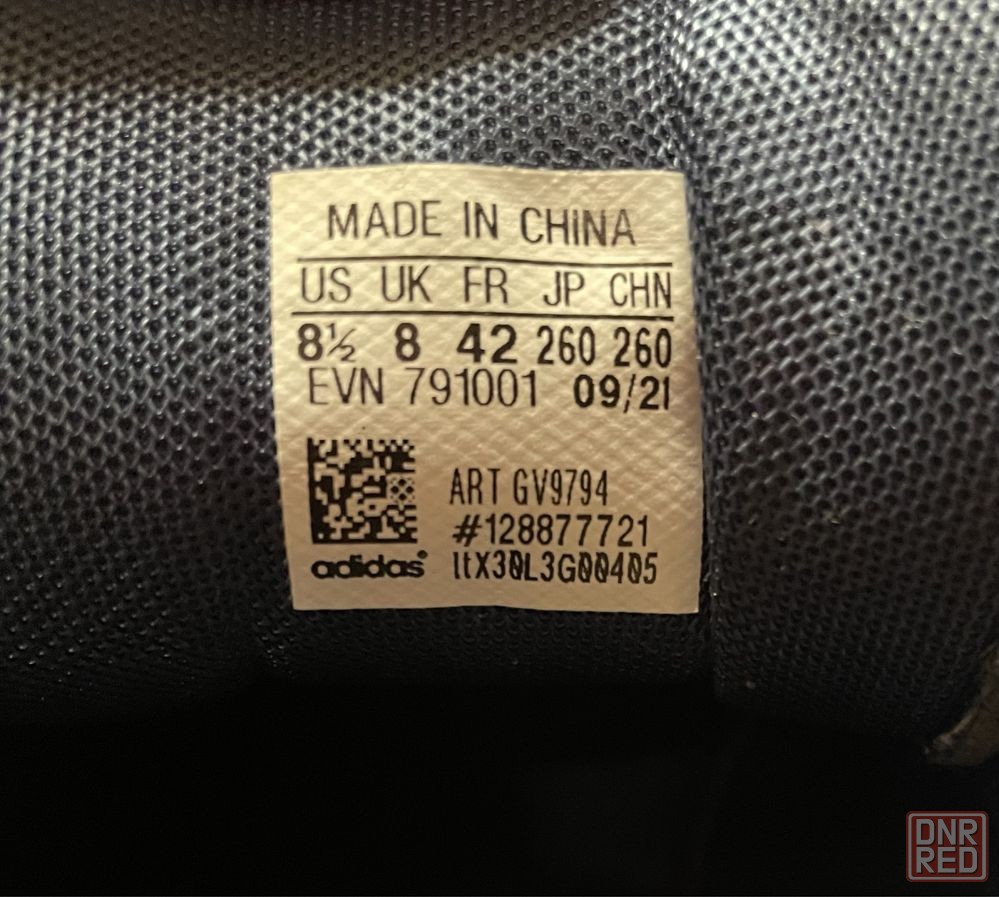 MADE IN CHINA
US UK FR JP CHN
8½ 8 42 260 260
EVN 791001 09/21
ART GV9794
#128877721
adidas® ltX30L3G00405
DNR
RED